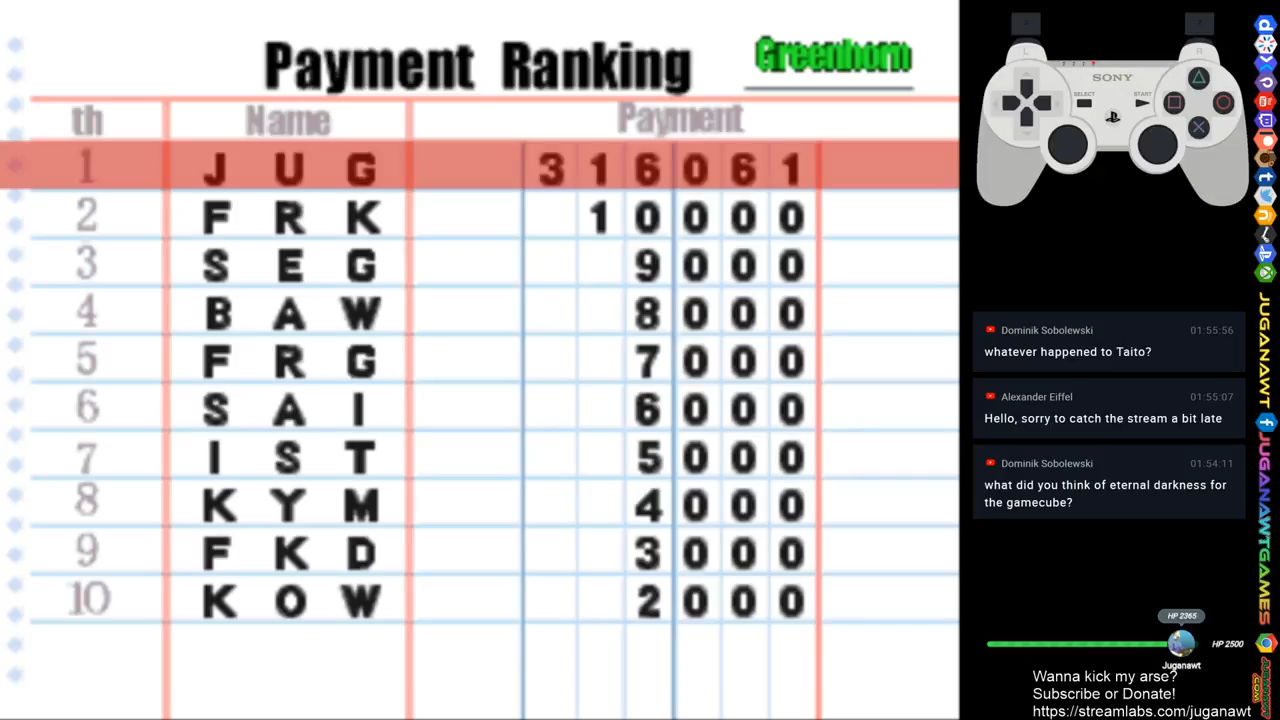 Payment Ranking
Greenhorn
th Name Payment
1 J U G 3 1 6 0 6 1
2 F R K 1 0 0 0 0
3 S E G 9 0 0 0
4 B A W 8 0 0 0
5 F R G 7 0 0 0
6 S A I 6 0 0 0
7 I S T 5 0 0 0
8 K Y M 4 0 0 0
9 F K D 3 0 0 0
10 K O W 2 0 0 0
L R
SONY
SELECT START
Dominik Sobolewski 01:55:56
whatever happened to Taito?
Alexander Eiffel 01:55:07
Hello, sorry to catch the stream a bit late
Dominik Sobolewski 01:54:11
what did you think of eternal darkness for
the gamecube?
HP 2365
HP 2500
Juganawt
Wanna kick my arse?
Subscribe or Donate!
https://streamlabs.com/juganawt
JUGANAWT
JUGANAWTGAMES
JUGANAWT
.COM